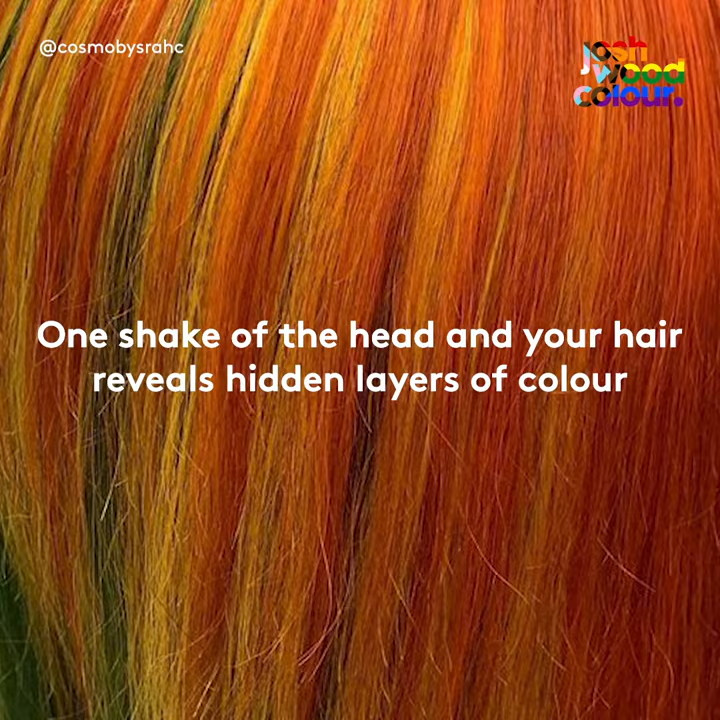 @cosmobysrahc
josh
wood
colour.
One shake of the head and your hair
reveals hidden layers of colour